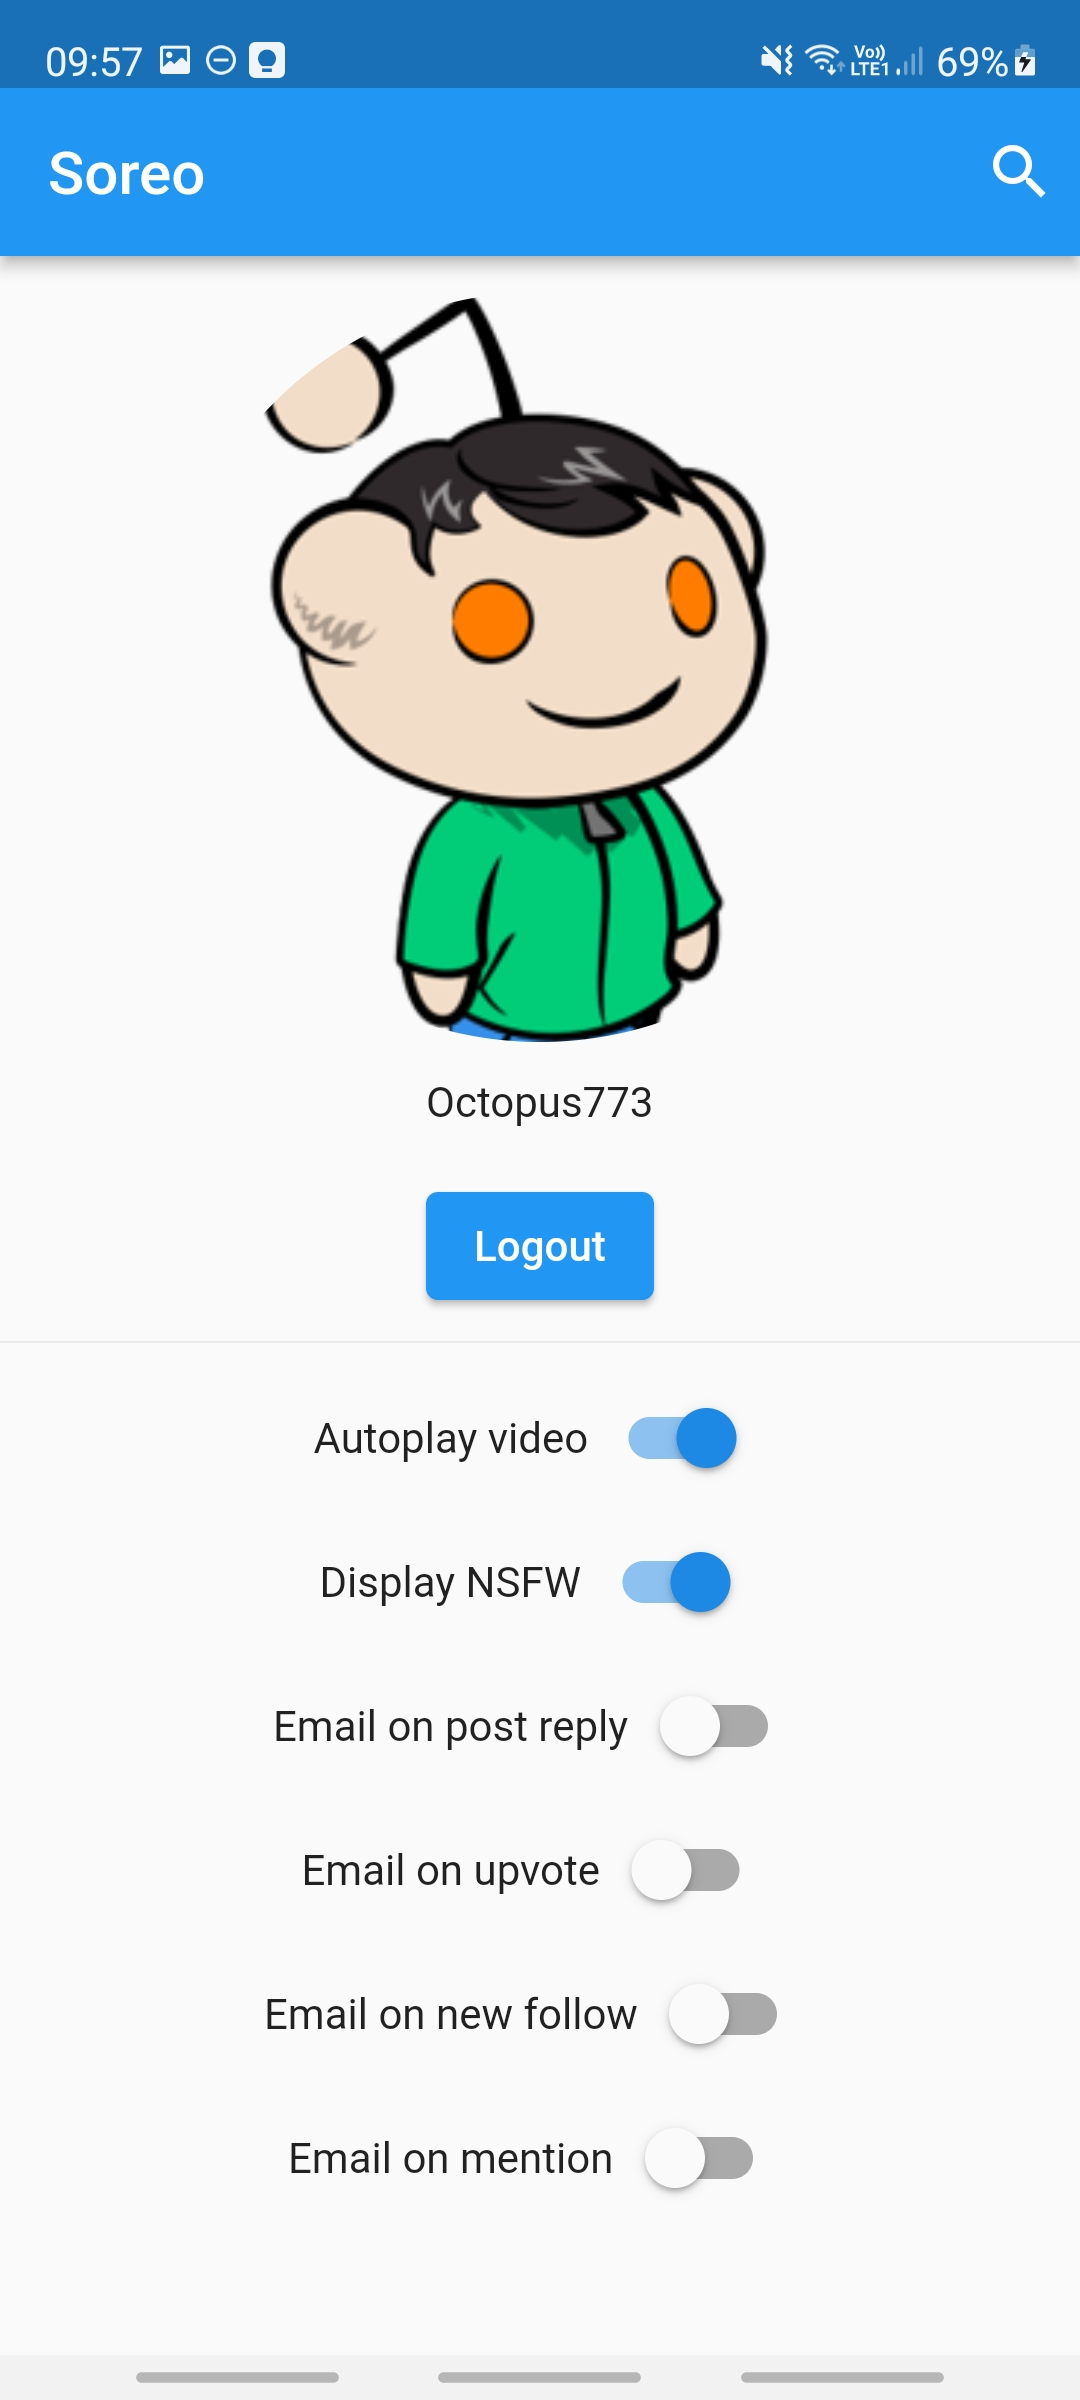 09:57 Vo)) LTE1 69%
Soreo
Octopus773
Logout
Autoplay video
Display NSFW
Email on post reply
Email on upvote
Email on new follow
Email on mention